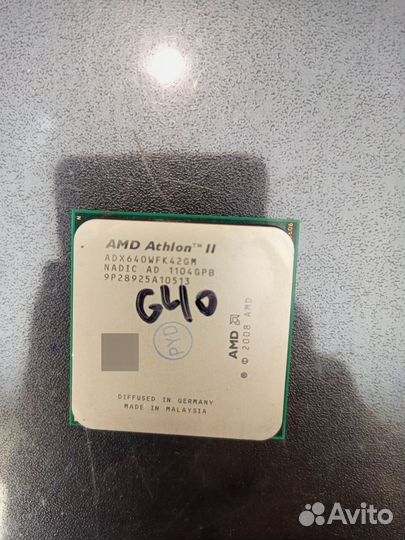 AMD Athlon™ II
ADX640WFK42GM
NADIC AD 1104GPB
9P28925A10513
G40
PYD
AMD
© 2008 AMD
DIFFUSED IN GERMANY
MADE IN MALAYSIA
Avito